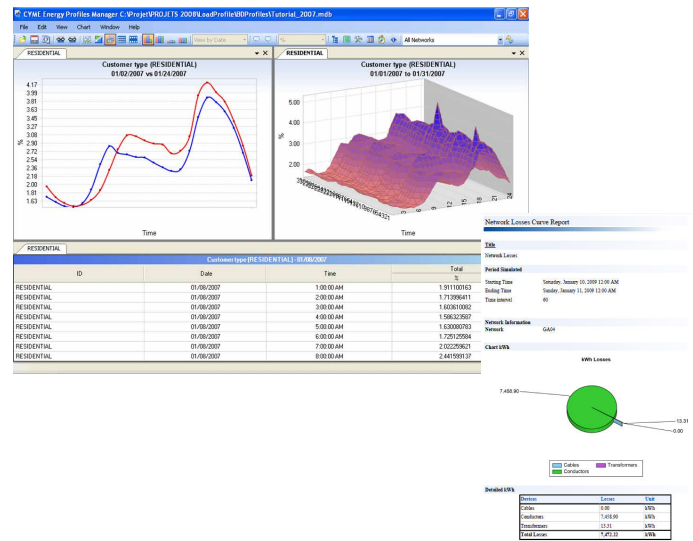 CYME Energy Profiles Manager C:\Projet\PROJETS 2008\LoadProfile\BDProfiles\Tutorial_2007.mdb
File Edit View Chart Window Help
View by Date % All Networks
RESIDENTIAL
Customer type (RESIDENTIAL)
01/02/2007 vs 01/24/2007
4.17
3.99
3.81
3.63
3.45
3.27
3.08
2.90
2.72
2.54
2.36
2.18
2.00
1.81
1.63
%
Time
RESIDENTIAL
Customer type (RESIDENTIAL)
01/01/2007 to 01/31/2007
5.00
4.00
3.00
2.00
%
3 6 9 12 15 18 21 24
Time
RESIDENTIAL
Customer type (RESIDENTIAL) - 01/08/2007
ID Date Time Total
%
RESIDENTIAL 01/08/2007 1:00:00 AM 1.911100163
RESIDENTIAL 01/08/2007 2:00:00 AM 1.713996411
RESIDENTIAL 01/08/2007 3:00:00 AM 1.603610082
RESIDENTIAL 01/08/2007 4:00:00 AM 1.586323587
RESIDENTIAL 01/08/2007 5:00:00 AM 1.630080783
RESIDENTIAL 01/08/2007 6:00:00 AM 1.725125584
RESIDENTIAL 01/08/2007 7:00:00 AM 2.022259621
RESIDENTIAL 01/08/2007 8:00:00 AM 2.441599137
Network Losses Curve Report
Title
Network Losses
Period Simulated
Starting Time Saturday, January 10, 2009 12:00 AM
Ending Time Sunday, January 11, 2009 12:00 AM
Time interval 60
Network Information
Network GA04
Chart kWh
kWh Losses
7,458.90
13.31
0.00
Cables Transformers
Conductors
Detailed kWh
Devices Losses Unit
Cables 0.00 kWh
Conductors 7,458.90 kWh
Transformers 13.31 kWh
Total Losses 7,472.22 kWh